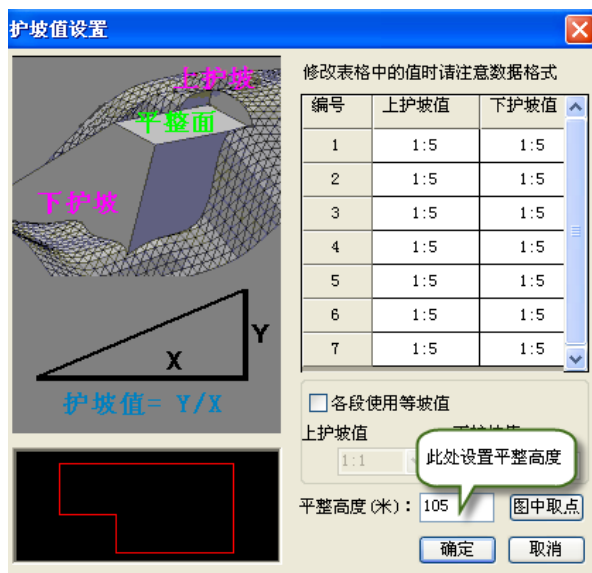 护坡值设置
上护坡
平整面
下护坡
Y
X
护坡值= Y/X
修改表格中的值时请注意数据格式
编号 上护坡值 下护坡值
1 1:5 1:5
2 1:5 1:5
3 1:5 1:5
4 1:5 1:5
5 1:5 1:5
6 1:5 1:5
7 1:5 1:5
各段使用等坡值
上护坡值
1:1
此处设置平整高度
平整高度(米): 105 图中取点
确定 取消